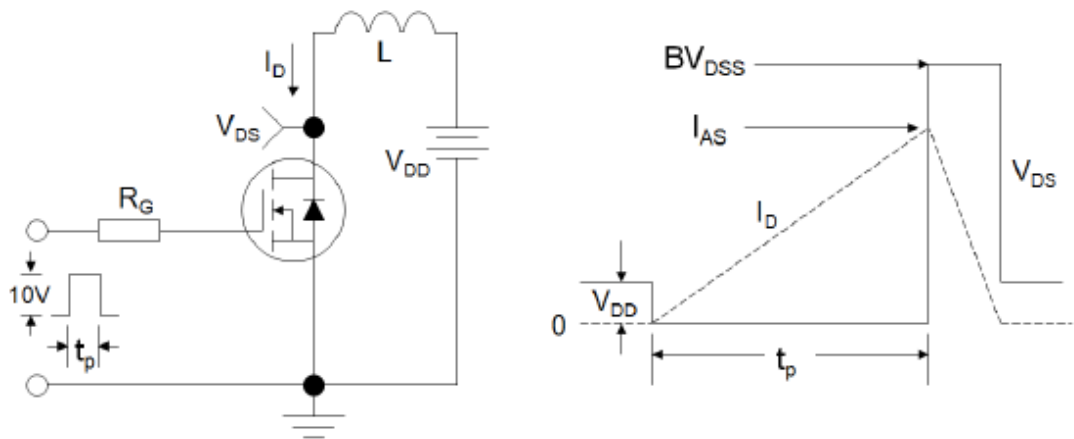 I_D
L
V_DS
V_DD
R_G
10V
t_p
BV_DSS
I_AS
V_DS
I_D
V_DD
0
t_p